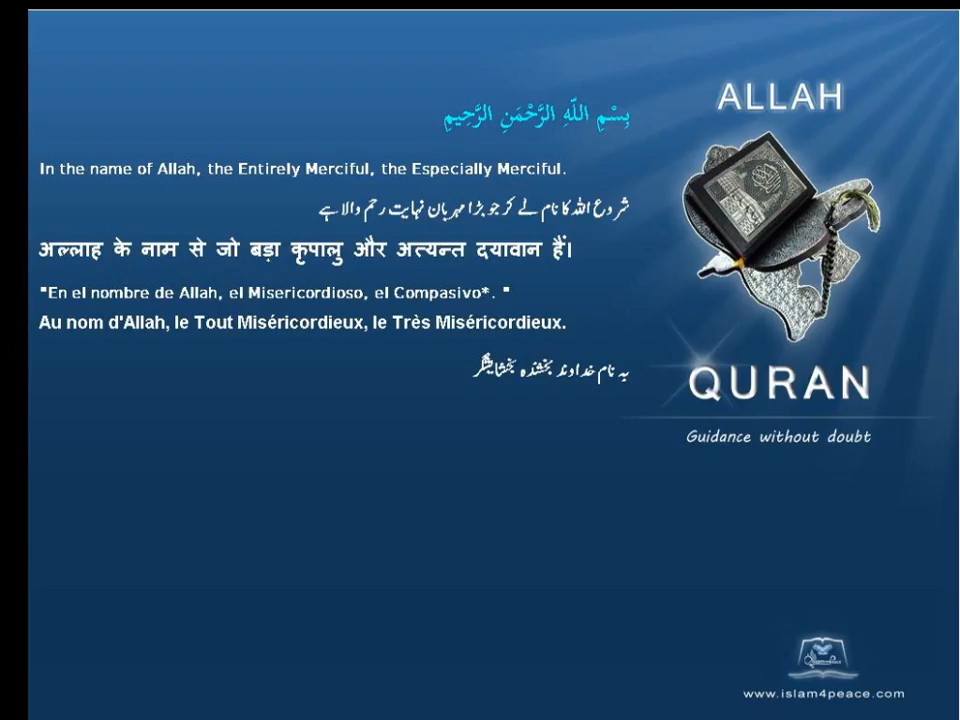 بِسْمِ اللَّهِ الرَّحْمَنِ الرَّحِيمِ
In the name of Allah, the Entirely Merciful, the Especially Merciful.
شروع الله کا نام لے کر جو بڑا مہربان نہایت رحم والا ہے
अल्लाह के नाम से जो बड़ा कृपालु और अत्यन्त दयावान हैं।
"En el nombre de Allah, el Misericordioso, el Compasivo*. "
Au nom d'Allah, le Tout Miséricordieux, le Très Miséricordieux.
به نام خداوند بخشنده بخشایشگر
ALLAH
QURAN
Guidance without doubt
www.islam4peace.com